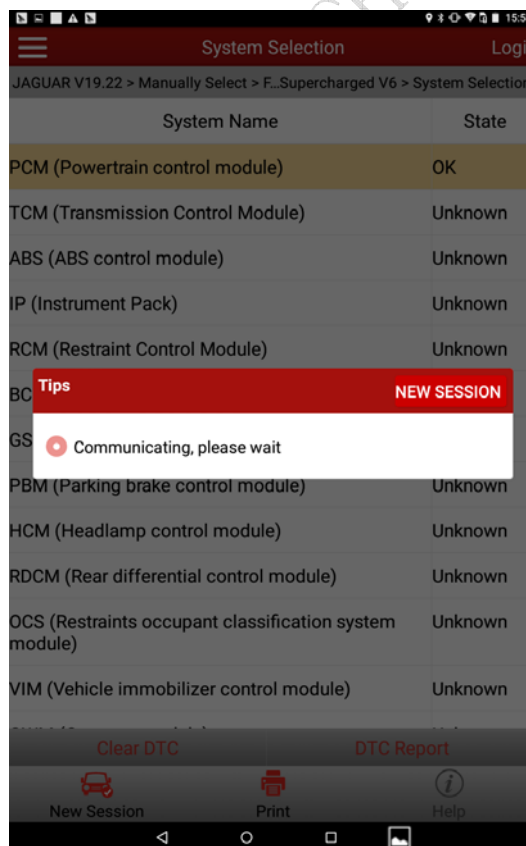 15:5
System Selection
Logi
JAGUAR V19.22 > Manually Select > F...Supercharged V6 > System Selection
System Name State
PCM (Powertrain control module) OK
TCM (Transmission Control Module) Unknown
ABS (ABS control module) Unknown
IP (Instrument Pack) Unknown
RCM (Restraint Control Module) Unknown
BC
Tips
NEW SESSION
GS
Communicating, please wait
PBM (Parking brake control module) Unknown
HCM (Headlamp control module) Unknown
RDCM (Rear differential control module) Unknown
OCS (Restraints occupant classification system
module) Unknown
VIM (Vehicle immobilizer control module) Unknown
Clear DTC
DTC Report
New Session
Print
Help